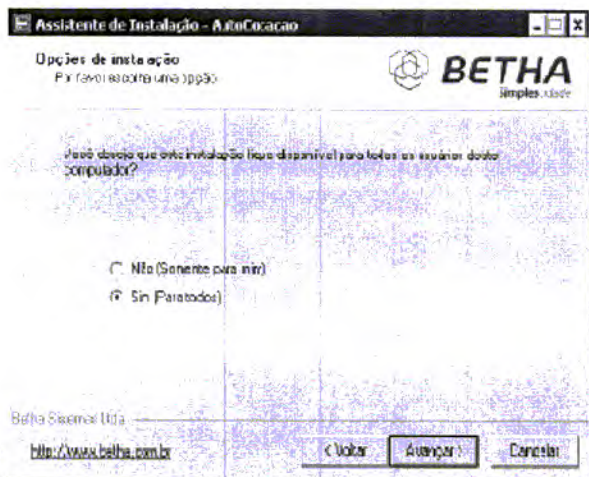 Assistente de Instalação - AutoCotacao
Opções de instalação
Por favor escolha uma opção
BETHA
Simples cidade
Você deseja que esta instalação fique disponível para todos os usuários deste
computador?
Não (Somente para mim)
Sim (Para todos)
Betha Sistemas Ltda
http://www.betha.com.br
< Voltar
Avançar >
Cancelar